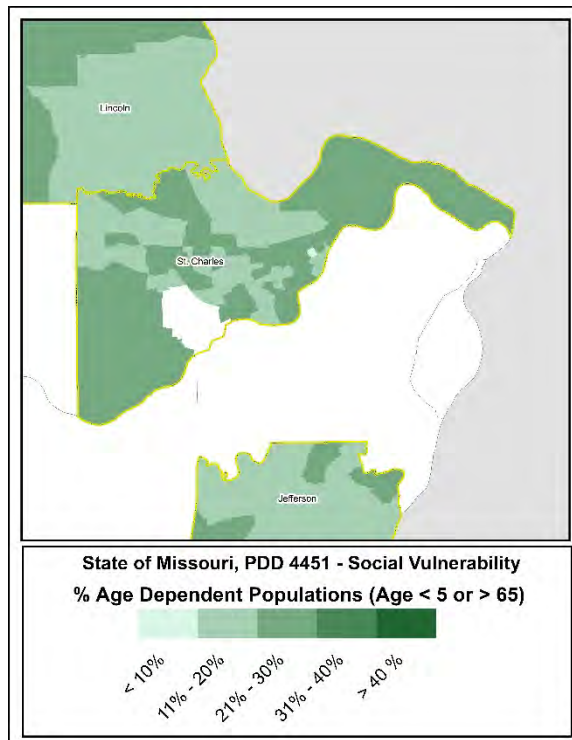 Lincoln
St. Charles
Jefferson
State of Missouri, PDD 4451 - Social Vulnerability
% Age Dependent Populations (Age < 5 or > 65)
< 10%
11% - 20%
21% - 30%
31% - 40%
> 40 %